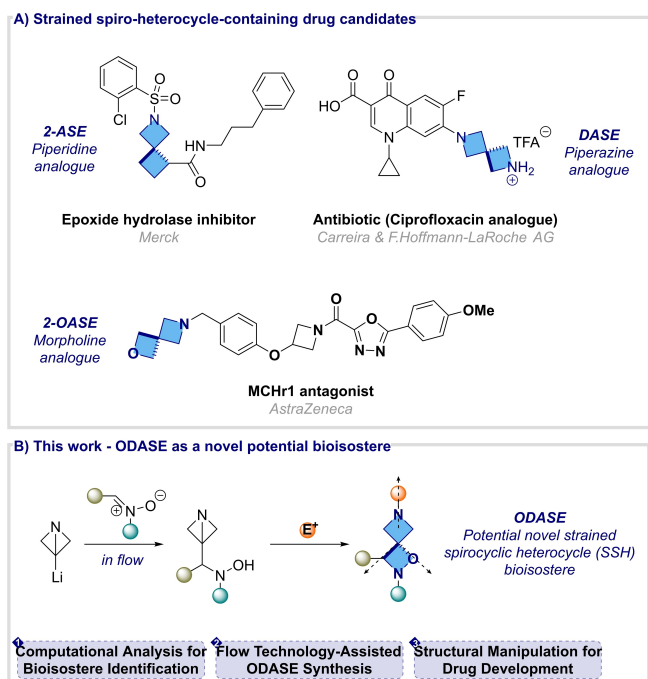 A) Strained spiro-heterocycle-containing drug candidates
2-ASE
Piperidine
analogue
Cl
S
O
O
N
HN
O
Epoxide hydrolase inhibitor
Merck
O
O
HO
F
N
N
TFA⊖
NH2
⊕
DASE
Piperazine
analogue
Antibiotic (Ciprofloxacin analogue)
Carreira & F.Hoffmann-LaRoche AG
2-OASE
Morpholine
analogue
O
N
O
N
O
O
N
N
OMe
MCHr1 antagonist
AstraZeneca
B) This work - ODASE as a novel potential bioisostere
N
Li
⊕
N
O
⊖
in flow
N
N
OH
E+
N
O
N
ODASE
Potential novel strained
spirocyclic heterocycle (SSH)
bioisostere
1
Computational Analysis for
Bioisostere Identification
2
Flow Technology-Assisted
ODASE Synthesis
3
Structural Manipulation for
Drug Development